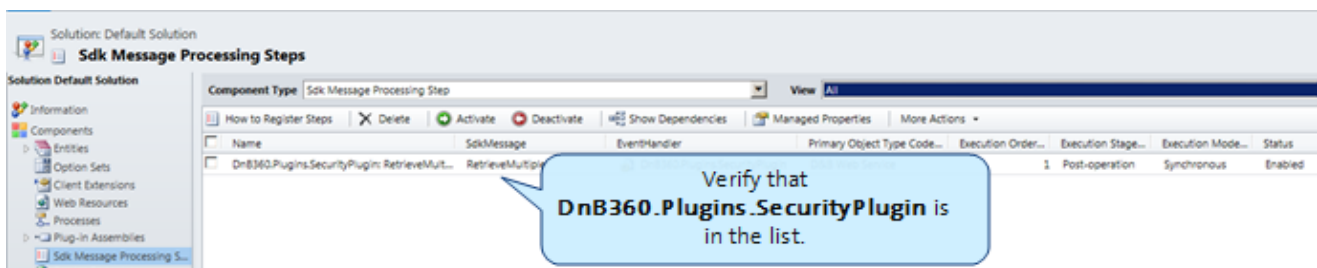 Solution: Default Solution
Sdk Message Processing Steps
Solution Default Solution
Information
Components
Entities
Option Sets
Client Extensions
Web Resources
Processes
Plug-in Assemblies
Sdk Message Processing S...
Component Type Sdk Message Processing Step View All
How to Register Steps Delete Activate Deactivate Show Dependencies Managed Properties More Actions
Name SdkMessage EventHandler Primary Object Type Code... Execution Order... Execution Stage... Execution Mode... Status
DnB360.Plugins.SecurityPlugin: RetrieveMult... RetrieveMultiple 1 Post-operation Synchronous Enabled
Verify that
DnB360.Plugins.SecurityPlugin is
in the list.